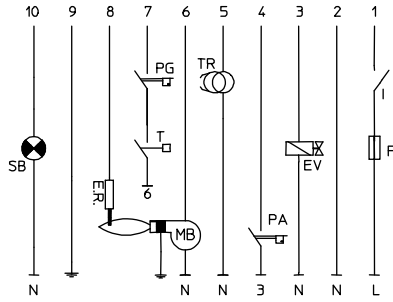 10 9 8 7 6 5 4 3 2 1
PG
TR
T
I
SB
E.R.
6
EV
F
MB
PA
N N N 3 N N L